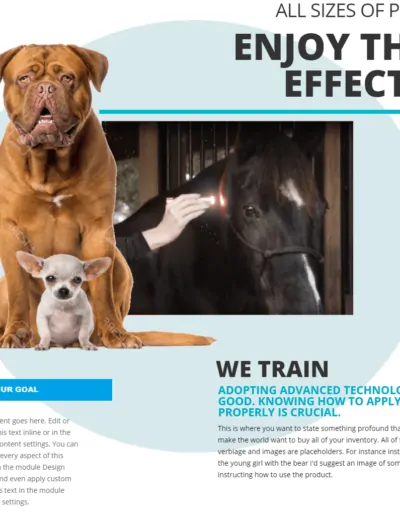 ALL SIZES OF P
ENJOY TH
EFFECT
WE TRAIN
ADOPTING ADVANCED TECHNOLO
GOOD. KNOWING HOW TO APPLY
PROPERLY IS CRUCIAL.
This is where you want to state something profound tha
make the world want to buy all of your inventory. All of
verbiage and images are placeholders. For instance inst
the young girl with the bear i'd suggest an image of som
instructing how to use the product.
UR GOAL
ent goes here. Edit or
his text inline or in the
ontent settings. You can
every aspect of this
n the module Design
nd even apply custom
s text in the module
settings.